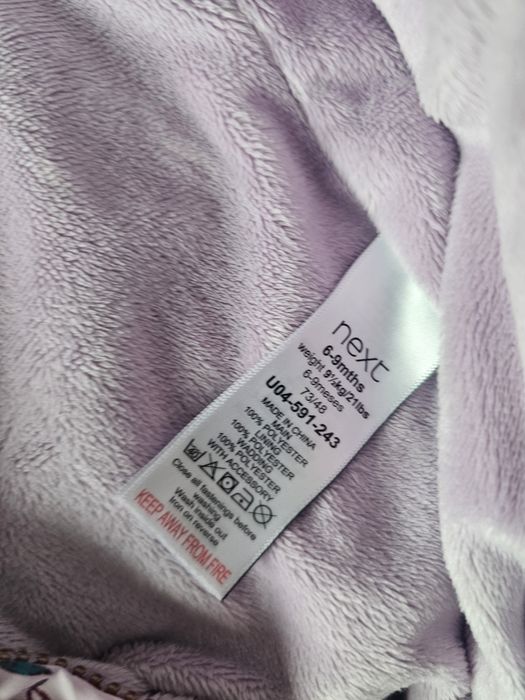 next
6-9mths
weight 9½kg/21lbs
6-9meses
73/48
U04-591-243
MADE IN CHINA
MAIN
100% POLYESTER
LINING
100% POLYESTER
WADDING
100% POLYESTER
WITH ACCESSORY
Close all fastenings before
washing
Wash inside out
Iron on reverse
KEEP AWAY FROM FIRE